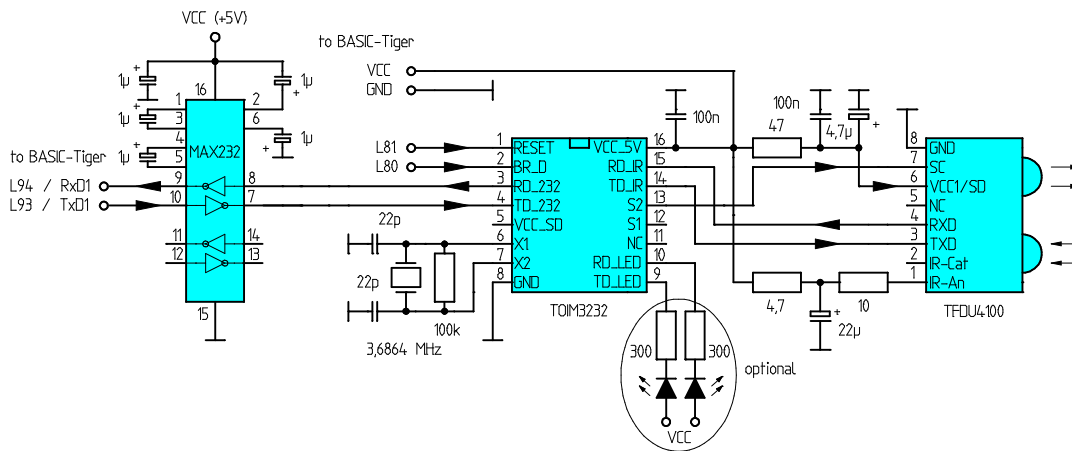 VCC (+5V)
to BASIC-Tiger
VCC
GND
1µ
+
1µ
+
16
1
2
3
6
4
5
1µ
+
1µ
+
1µ
+
MAX232
to BASIC-Tiger
L94 / RxD1
9
8
L93 / TxD1
10
7
11
14
12
13
15
L81
L80
1 RESET
2 BR_D
3 RD_232
4 TD_232
5 VCC_SD
6 X1
7 X2
8 GND
VCC_5V 16
RD_IR 15
TD_IR 14
S2 13
S1 12
NC 11
RD_LED 10
TD_LED 9
TOIM3232
22p
22p
100k
3,6864 MHz
100n
100n
47
4,7µ
+
8 GND
7 SC
6 VCC1/SD
5 NC
4 RXD
3 TXD
2 IR-Cat
1 IR-An
TFDU4100
4,7
10
+
22µ
300
300
optional
VCC